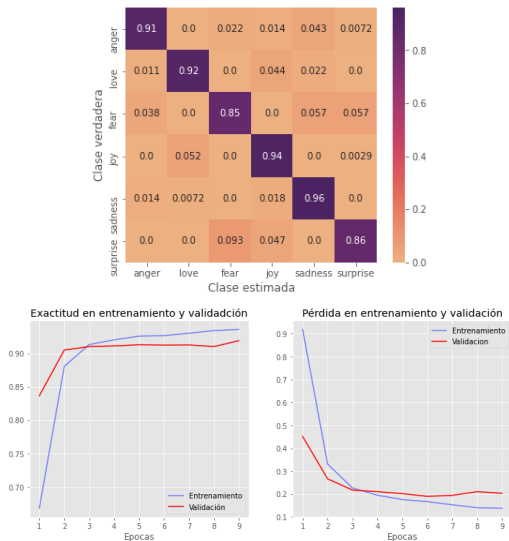 anger 0.91 0.0 0.022 0.014 0.043 0.0072
love 0.011 0.92 0.0 0.044 0.022 0.0
fear 0.038 0.0 0.85 0.0 0.057 0.057
joy 0.0 0.052 0.0 0.94 0.0 0.0029
sadness 0.014 0.0072 0.0 0.018 0.96 0.0
surprise 0.0 0.0 0.093 0.047 0.0 0.86
Clase verdadera
anger love fear joy sadness surprise
Clase estimada
0.8
0.6
0.4
0.2
0.0
Exactitud en entrenamiento y validadción
0.90
0.85
0.80
0.75
0.70
Entrenamiento
Validación
1 2 3 4 5 6 7 8 9
Epocas
Pérdida en entrenamiento y validación
0.9
0.8
0.7
0.6
0.5
0.4
0.3
0.2
0.1
Entrenamiento
Validacion
1 2 3 4 5 6 7 8 9
Epocas